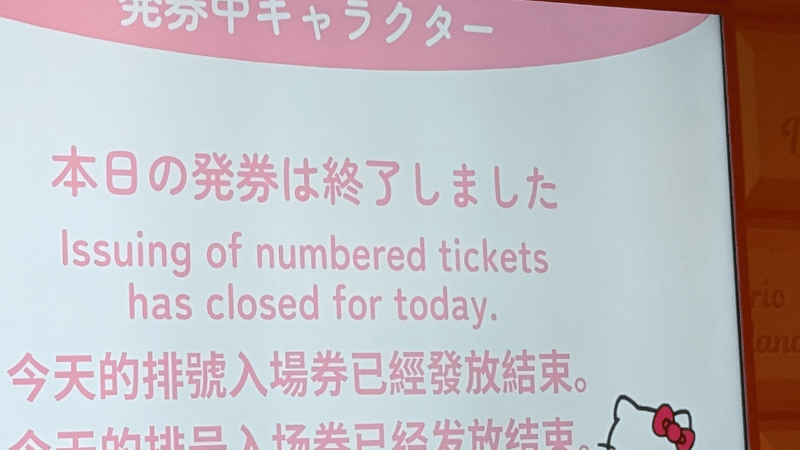 発券中キャラクター
本日の発券は終了しました
Issuing of numbered tickets
has closed for today.
今天的排號入場券已經發放結束。
今天的排号入场券已经发放结束。